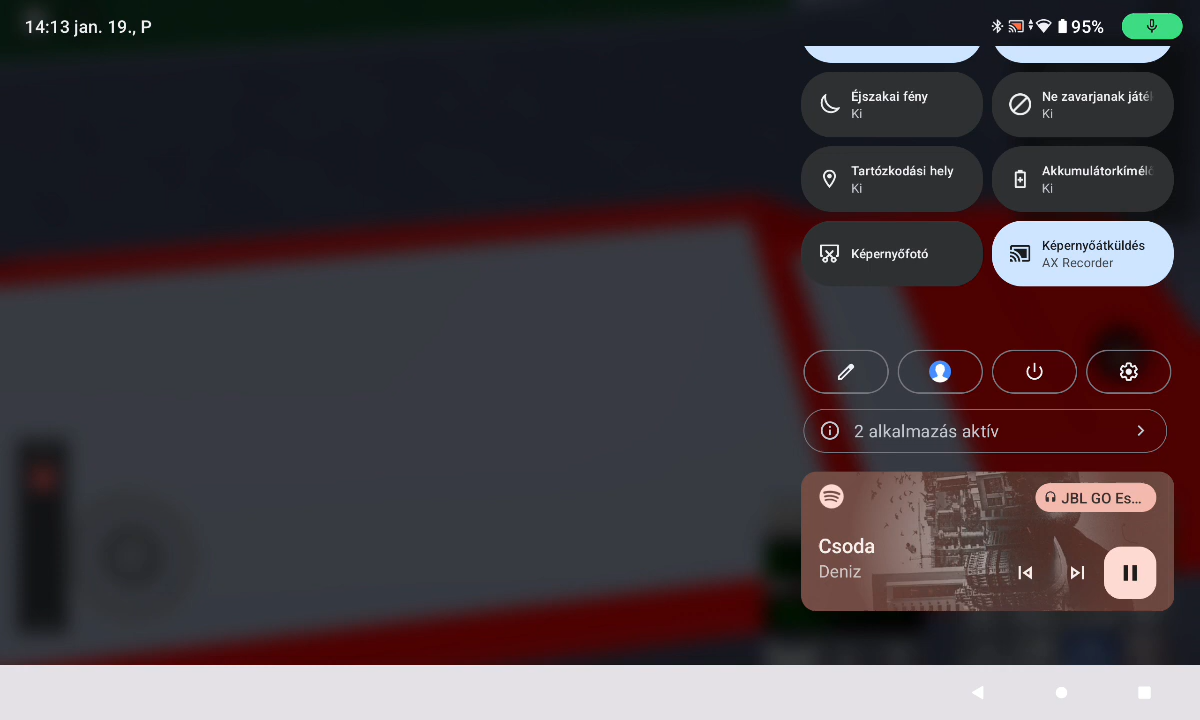 14:13 jan. 19., P
95%
Éjszakai fény
Ki
Ne zavarjanak játé
Ki
Tartózkodási hely
Ki
Akkumulátorkímélő
Ki
Képernyőfotó
Képernyőátküldés
AX Recorder
2 alkalmazás aktív
JBL GO Es...
Csoda
Deniz